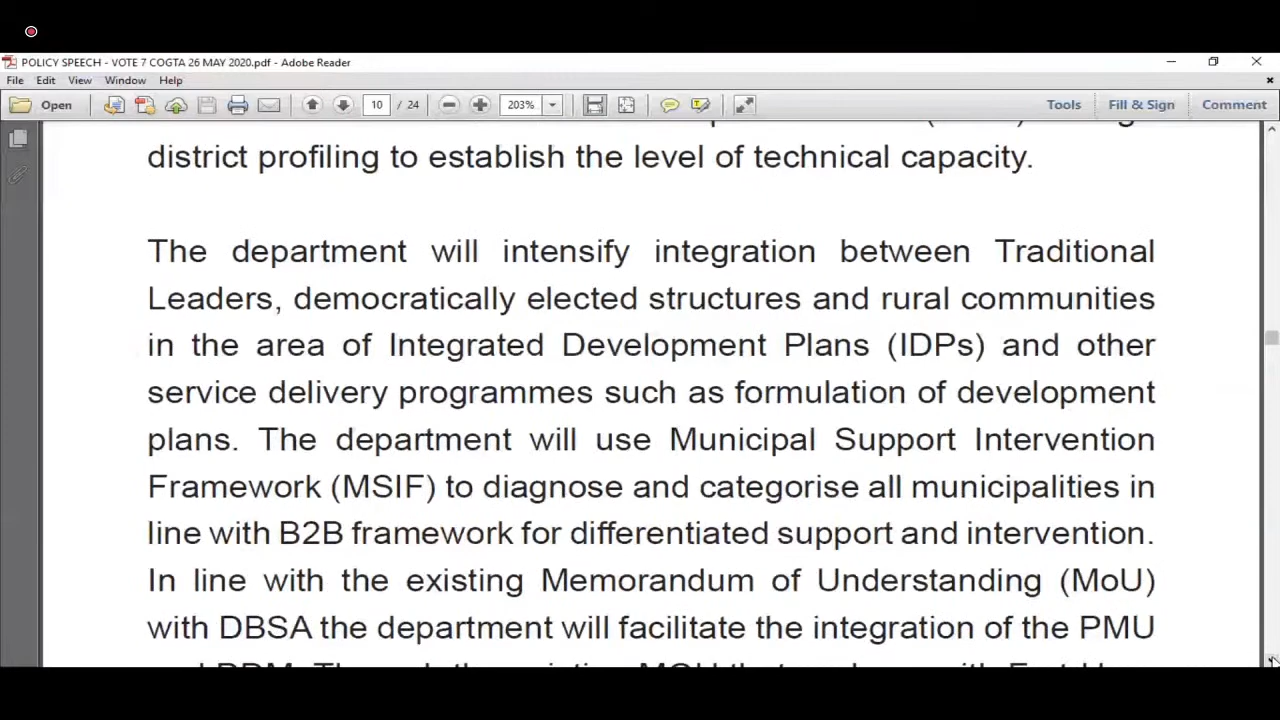 POLICY SPEECH - VOTE 7 COGTA 26 MAY 2020.pdf - Adobe Reader
File Edit View Window Help
Open 10 / 24 203% Tools Fill & Sign Comment
district profiling to establish the level of technical capacity.
The department will intensify integration between Traditional
Leaders, democratically elected structures and rural communities
in the area of Integrated Development Plans (IDPs) and other
service delivery programmes such as formulation of development
plans. The department will use Municipal Support Intervention
Framework (MSIF) to diagnose and categorise all municipalities in
line with B2B framework for differentiated support and intervention.
In line with the existing Memorandum of Understanding (MoU)
with DBSA the department will facilitate the integration of the PMU